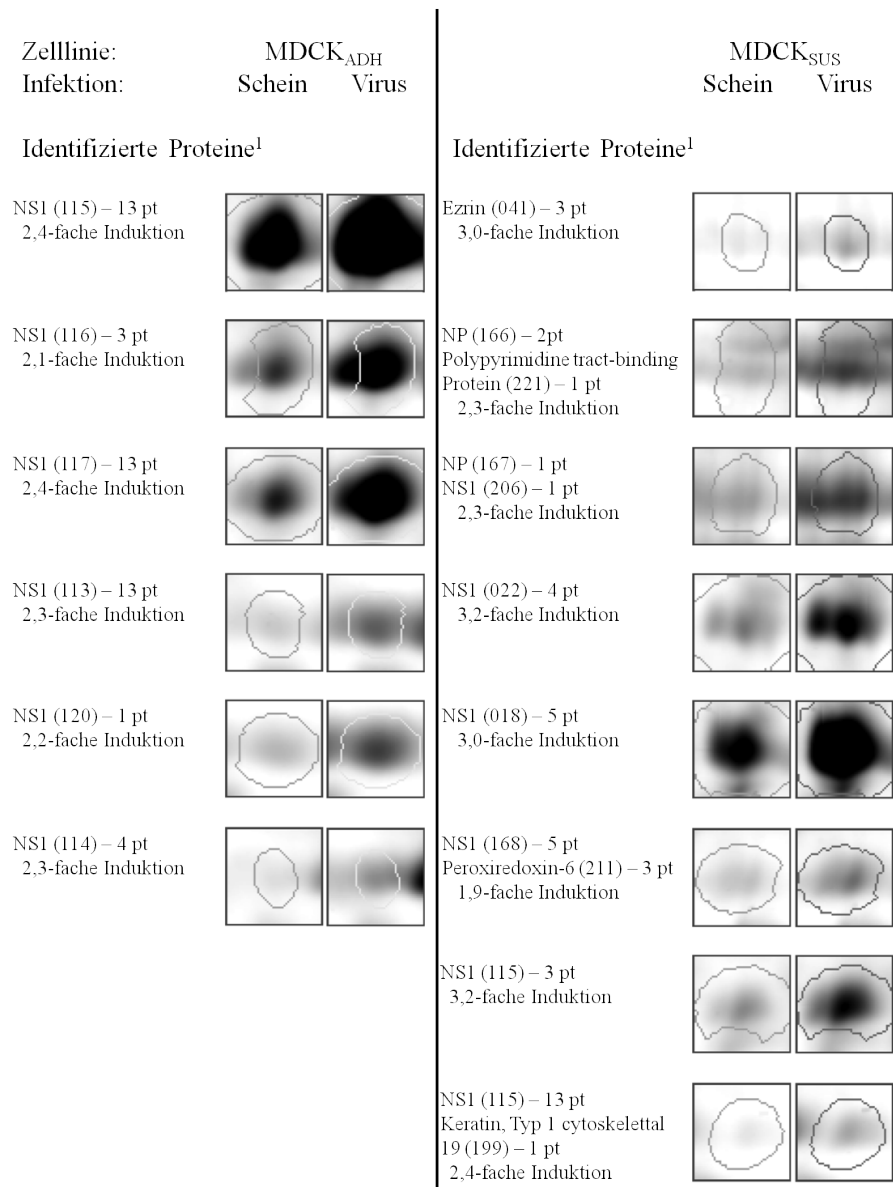 Zelllinie: MDCK_ADH
Infektion: Schein Virus
Identifizierte Proteine¹
NS1 (115) – 13 pt
2,4-fache Induktion
NS1 (116) – 3 pt
2,1-fache Induktion
NS1 (117) – 13 pt
2,4-fache Induktion
NS1 (113) – 13 pt
2,3-fache Induktion
NS1 (120) – 1 pt
2,2-fache Induktion
NS1 (114) – 4 pt
2,3-fache Induktion
MDCK_SUS
Schein Virus
Identifizierte Proteine¹
Ezrin (041) – 3 pt
3,0-fache Induktion
NP (166) – 2pt
Polypyrimidine tract-binding
Protein (221) – 1 pt
2,3-fache Induktion
NP (167) – 1 pt
NS1 (206) – 1 pt
2,3-fache Induktion
NS1 (022) – 4 pt
3,2-fache Induktion
NS1 (018) – 5 pt
3,0-fache Induktion
NS1 (168) – 5 pt
Peroxiredoxin-6 (211) – 3 pt
1,9-fache Induktion
NS1 (115) – 3 pt
3,2-fache Induktion
NS1 (115) – 13 pt
Keratin, Typ 1 cytoskelettal
19 (199) – 1 pt
2,4-fache Induktion